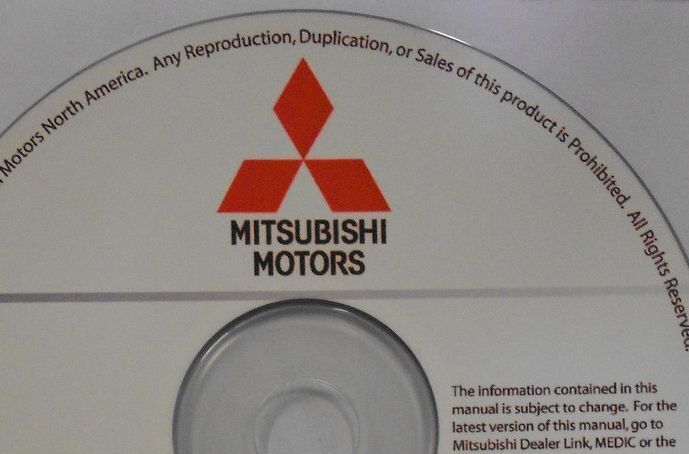 Motors North America. Any Reproduction, Duplication, or Sales of this product is Prohibited. All Rights Reserved.
MITSUBISHI
MOTORS
The information contained in this
manual is subject to change. For the
latest version of this manual, go to
Mitsubishi Dealer Link, MEDIC or the